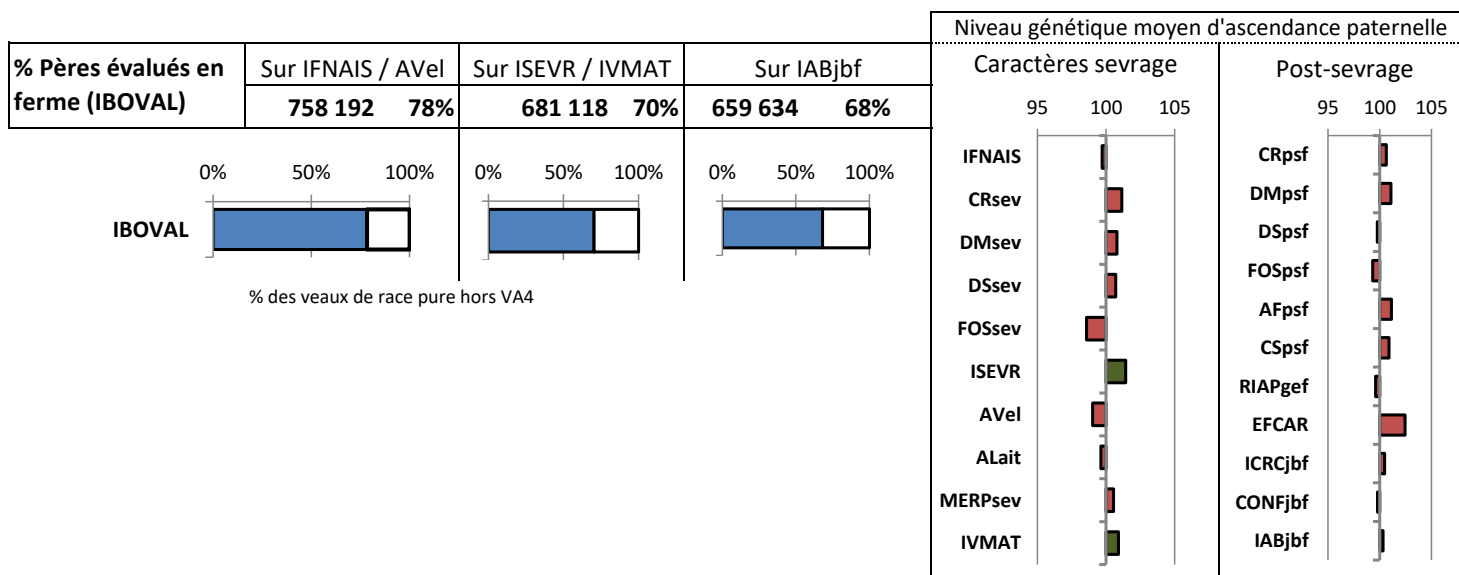 Niveau génétique moyen d'ascendance paternelle
% Pères évalués en ferme (IBOVAL)
Sur IFNAIS / AVel
Sur ISEVR / IVMAT
Sur IABjbf
758 192 78%
681 118 70%
659 634 68%
0% 50% 100%
0% 50% 100%
0% 50% 100%
IBOVAL
% des veaux de race pure hors VA4
Caractères sevrage
95 100 105
IFNAIS
CRsev
DMsev
DSsev
FOSsev
ISEVR
AVel
ALait
MERPsev
IVMAT
Post-sevrage
95 100 105
CRpsf
DMpsf
DSpsf
FOSpsf
AFpsf
CSpsf
RIAPgef
EFCAR
ICRCjbf
CONFjbf
IABjbf